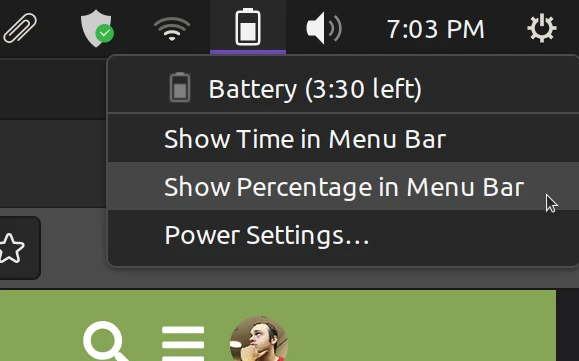 7:03 PM
Battery (3:30 left)
Show Time in Menu Bar
Show Percentage in Menu Bar
Power Settings…